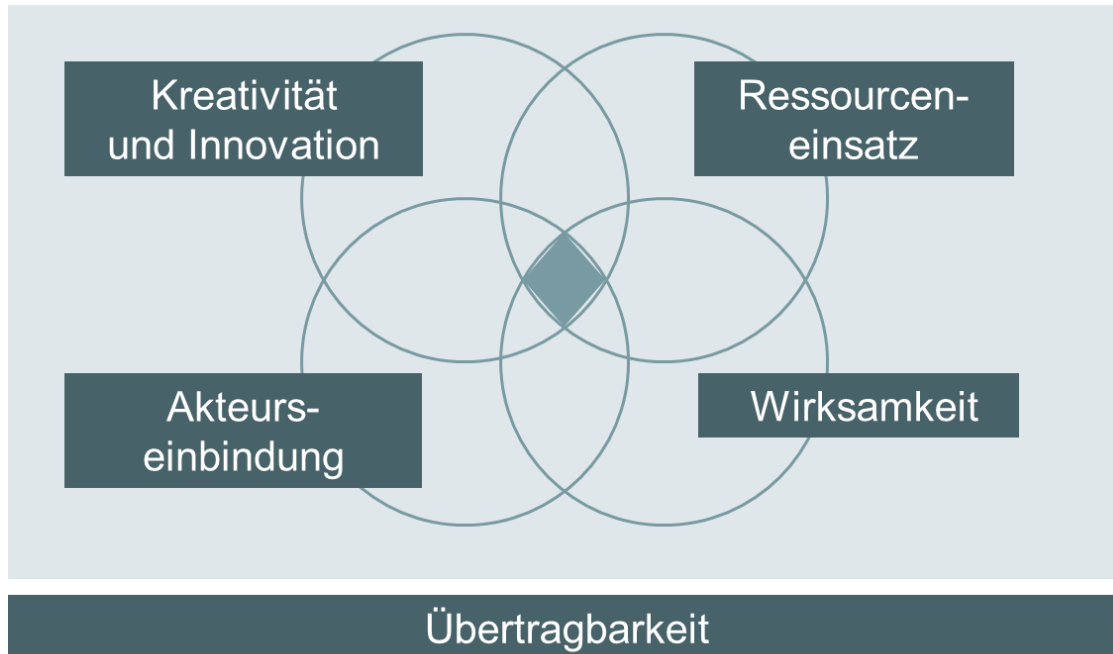 Kreativität
und Innovation
Ressourcen-
einsatz
Akteurs-
einbindung
Wirksamkeit
Übertragbarkeit